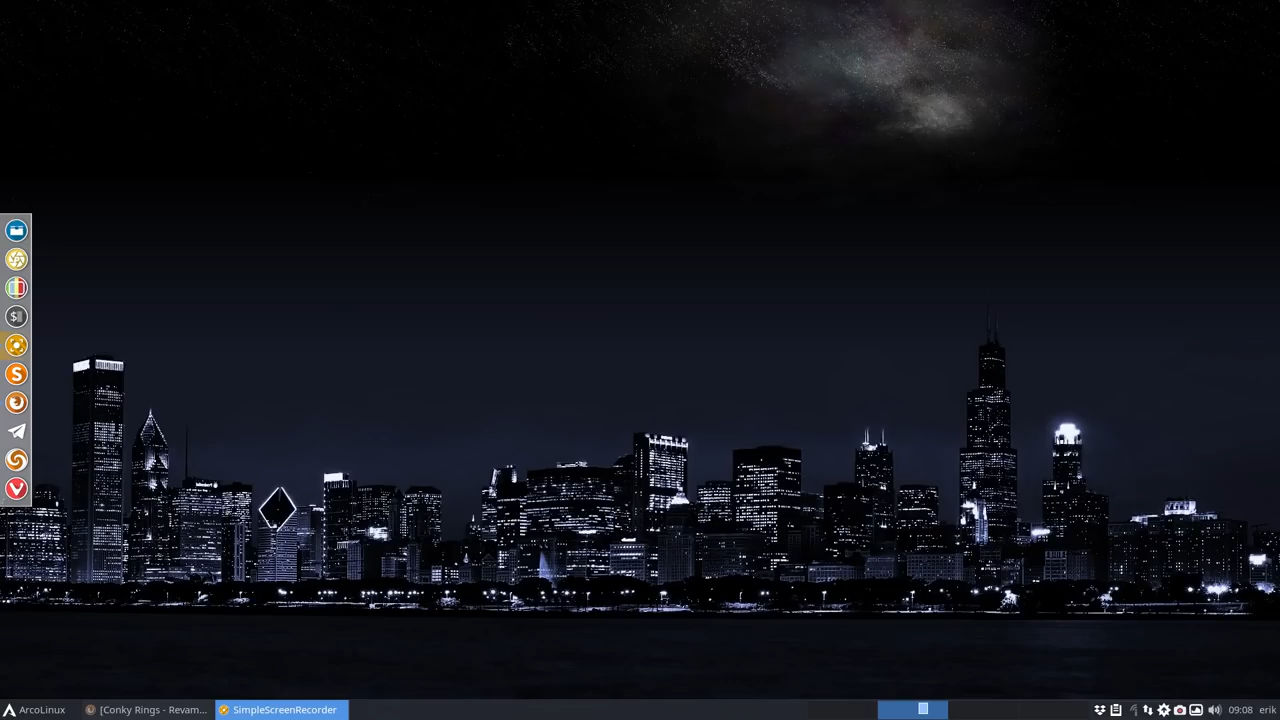 $
S
ArcoLinux
[Conky Rings - Revam...
SimpleScreenRecorder
09:08
erik